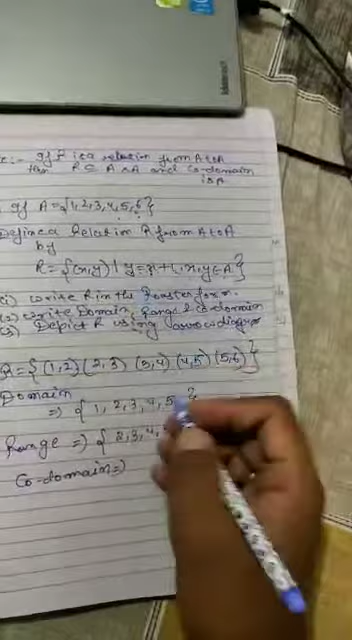 :- If R is a relation from A to A
then R ⊆ A×A and Co-domain
is A
If A = {1,2,3,4,5,6}
Define a Relation R from A to A
by
R = {(x,y) | y = x+1, x,y ∈ A}
(i) write R in the Roaster form.
(2) write Domain, Range & co-domain
(3) Depict R using arrow diagram
R = {(1,2) (2,3) (3,4) (4,5) (5,6)}
Domain
=> {1, 2, 3, 4, 5}
Range => {2,3,4,
Co-domain =>